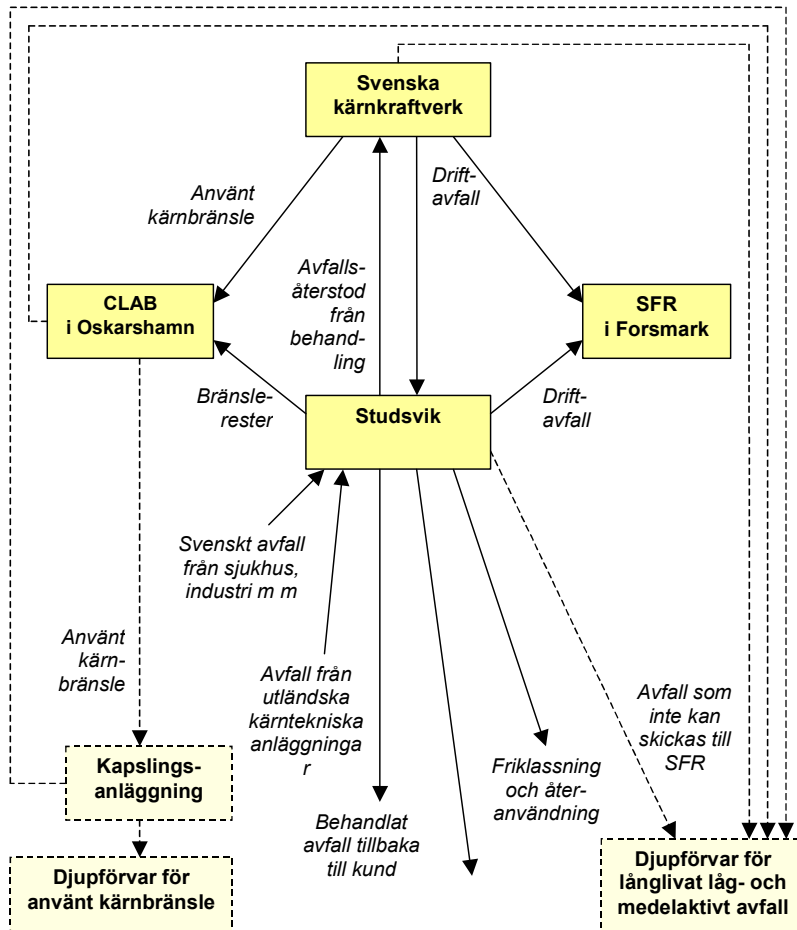 Svenska
kärnkraftverk
Använt
kärnbränsle
Drift-
avfall
Avfalls-
återstod
från
behand-
ling
CLAB
i Oskarshamn
SFR
i Forsmark
Bränsle-
rester
Studsvik
Drift-
avfall
Svenskt avfall
från sjukhus,
industri m m
Använt
kärn-
bränsle
Avfall från
utländska
kärntekniska
anläggninga
r
Avfall som
inte kan
skickas till
SFR
Kapslings-
anläggning
Friklassning
och åter-
användning
Behandlat
avfall tillbaka
till kund
Djupförvar för
använt kärnbränsle
Djupförvar för
långlivat låg- och
medelaktivt avfall